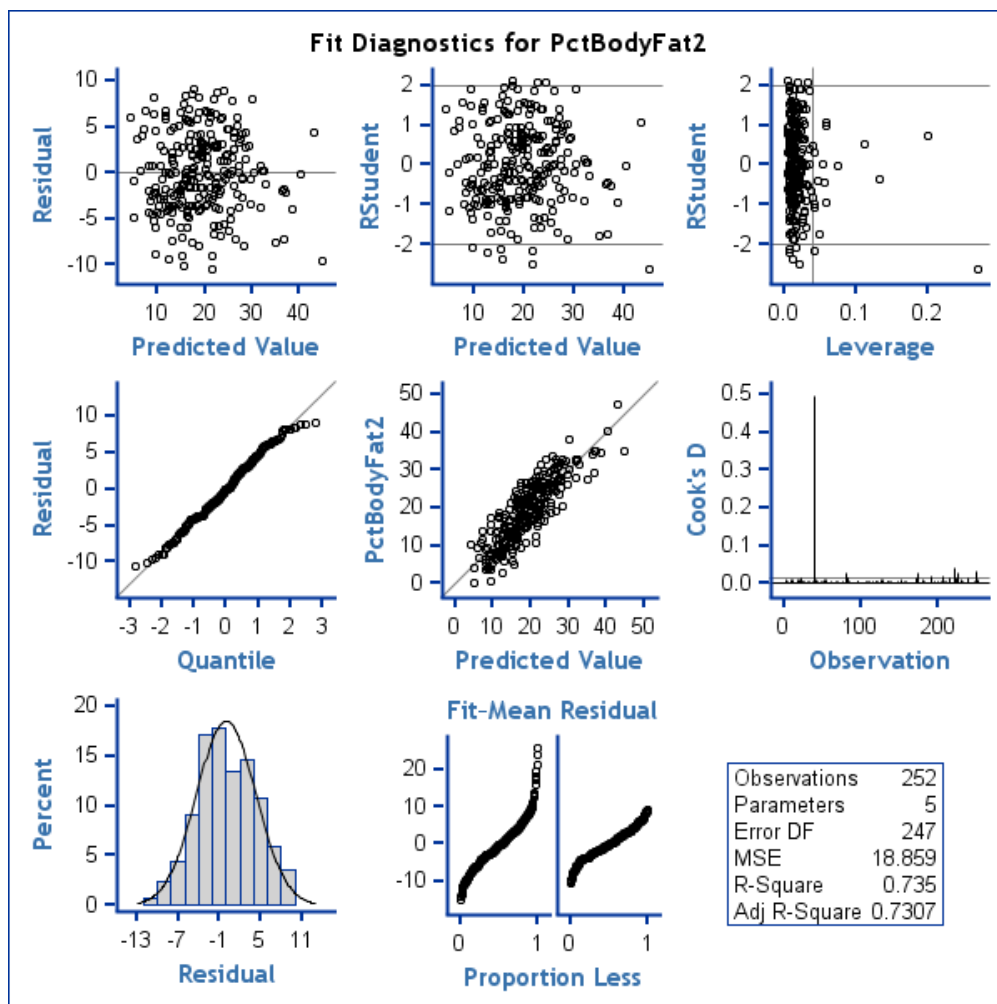 Fit Diagnostics for PctBodyFat2
Residual
10
5
0
-5
-10
10 20 30 40
Predicted Value
RStudent
2
1
0
-1
-2
10 20 30 40
Predicted Value
RStudent
2
1
0
-1
-2
0.0 0.1 0.2
Leverage
Residual
10
5
0
-5
-10
-3 -2 -1 0 1 2 3
Quantile
PctBodyFat2
50
40
30
20
10
0
0 10 20 30 40 50
Predicted Value
Cook's D
0.5
0.4
0.3
0.2
0.1
0.0
0 100 200
Observation
Percent
20
15
10
5
0
-13 -7 -1 5 11
Residual
Fit–Mean Residual
20
10
0
-10
0 1 0 1
Proportion Less
Observations 252
Parameters 5
Error DF 247
MSE 18.859
R-Square 0.735
Adj R-Square 0.7307